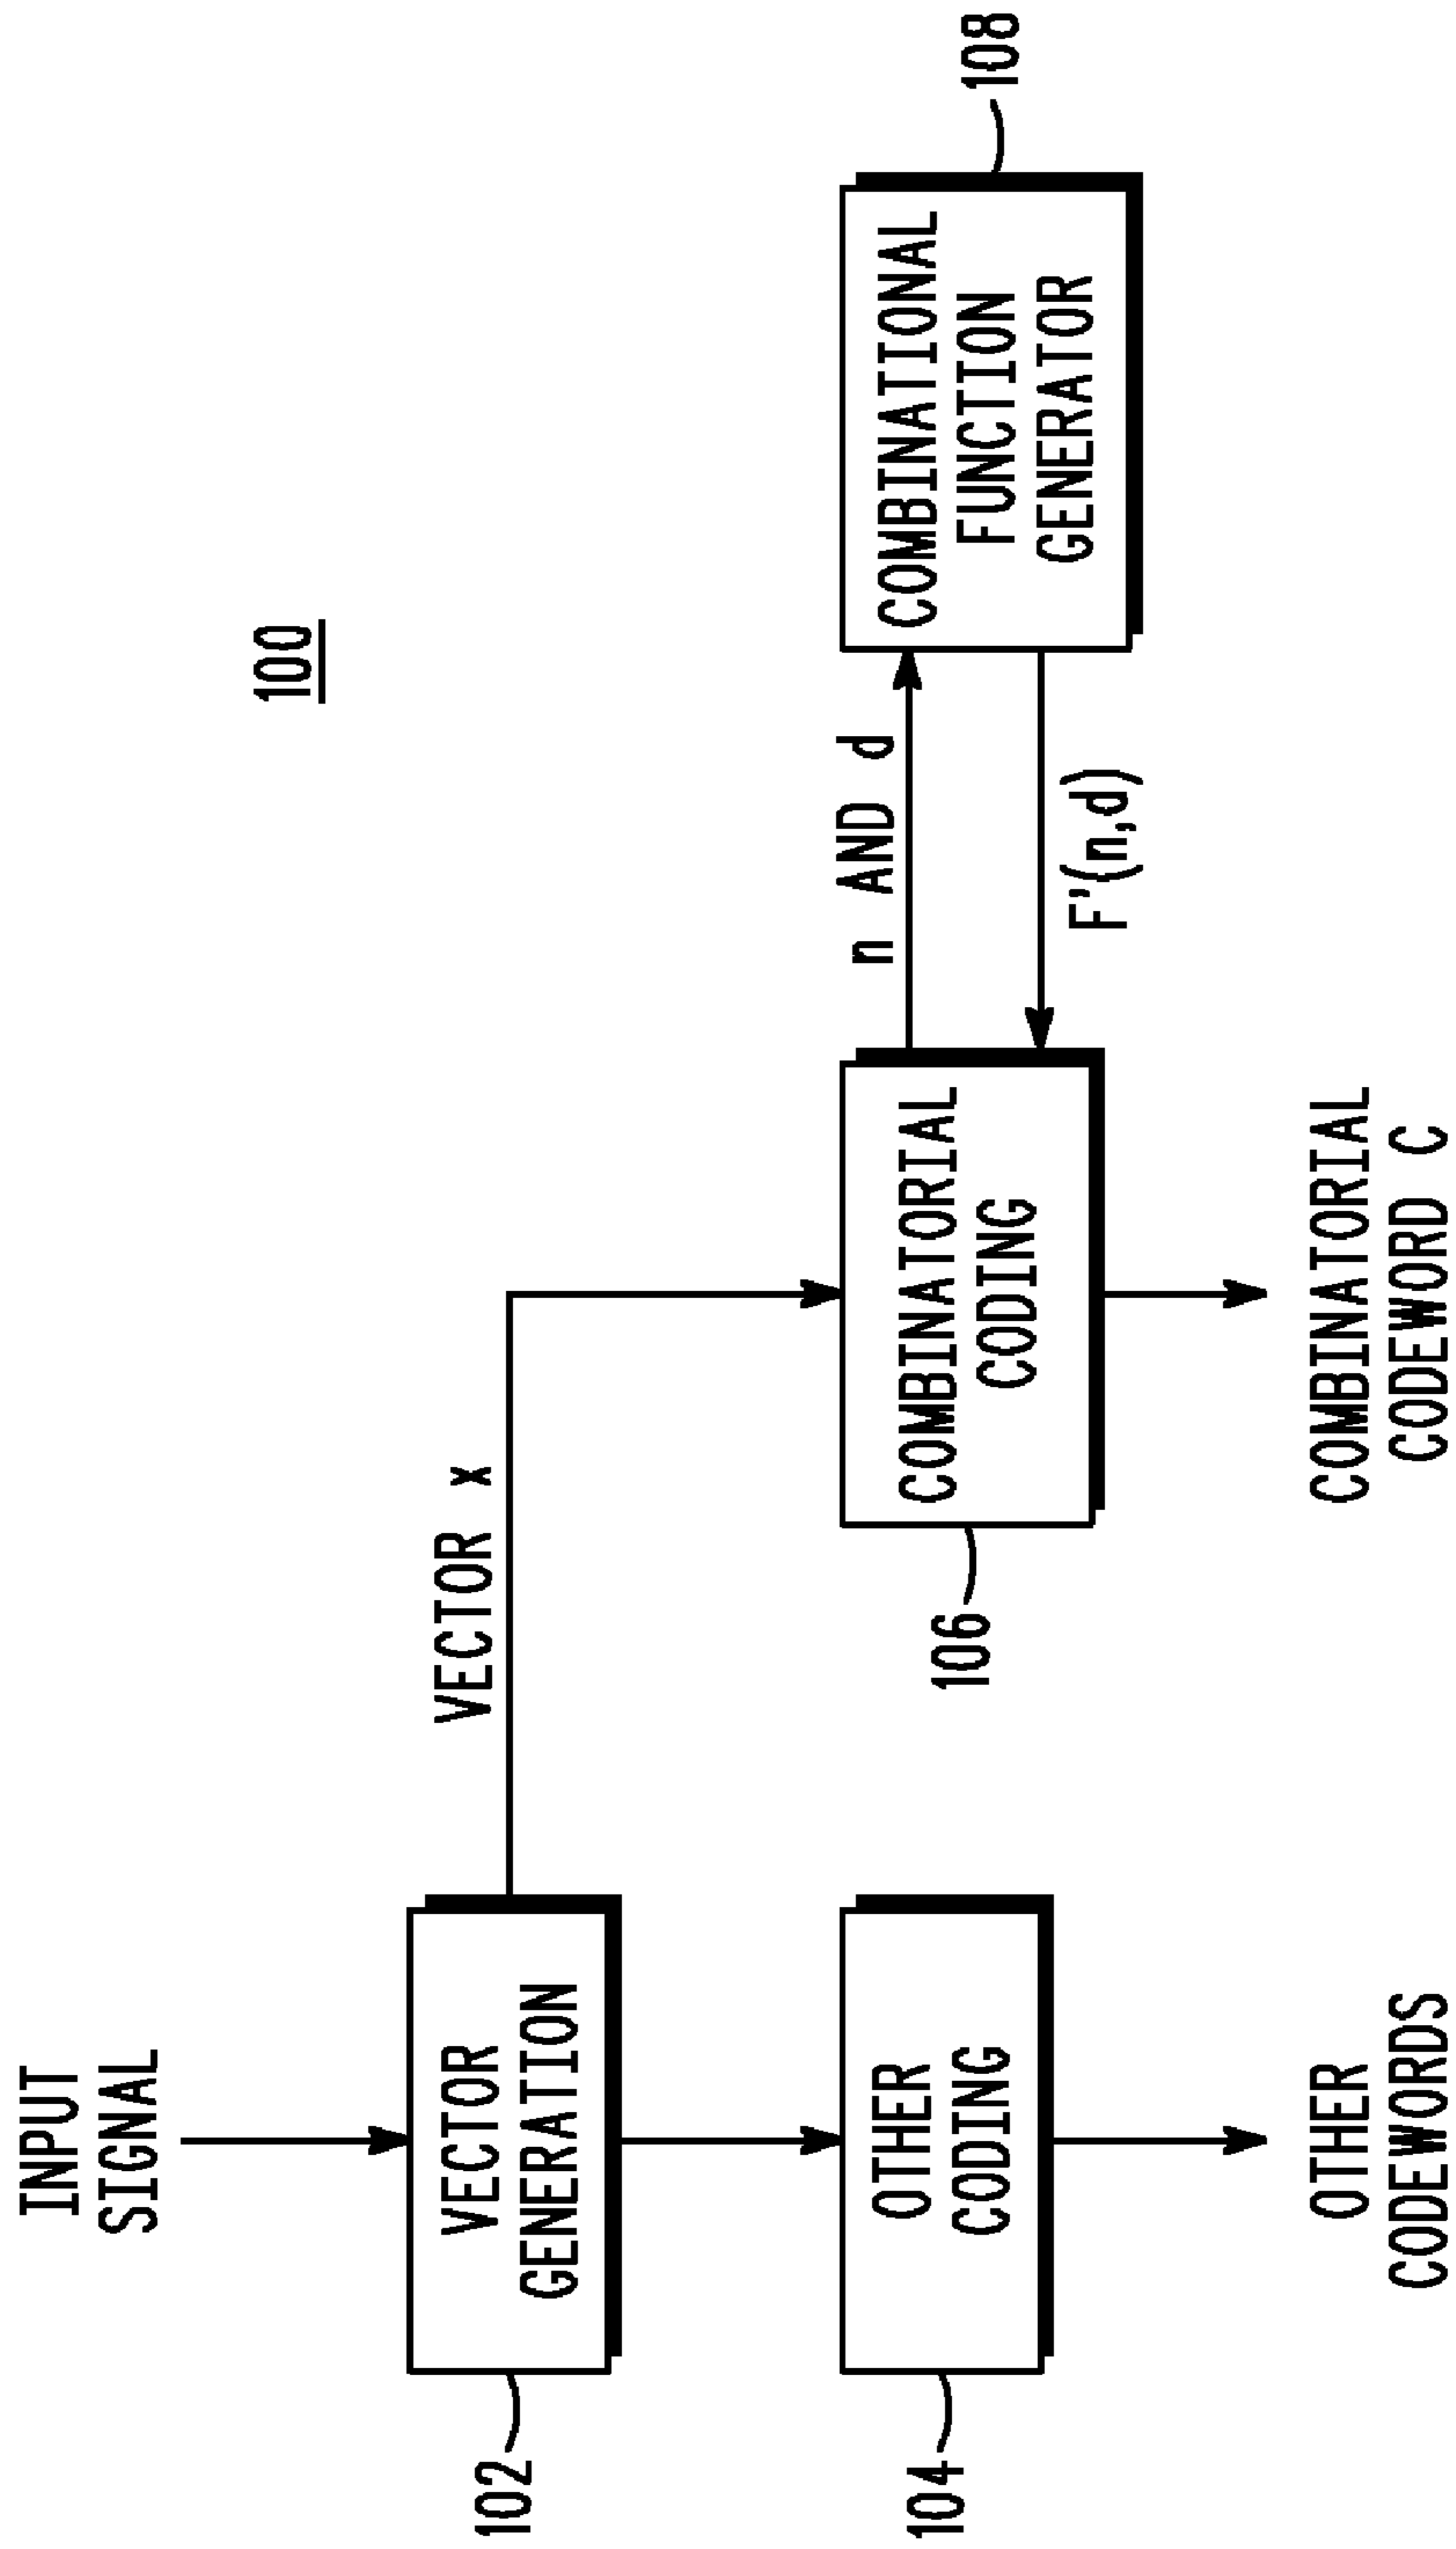 100
INPUT
SIGNAL
VECTOR x
102
VECTOR
GENERATION
n AND d
F'(n,d)
104
OTHER
CODING
106
COMBINATORIAL
CODING
COMBINATIONAL
FUNCTION
GENERATOR
108
OTHER
CODEWORDS
COMBINATORIAL
CODEWORD C